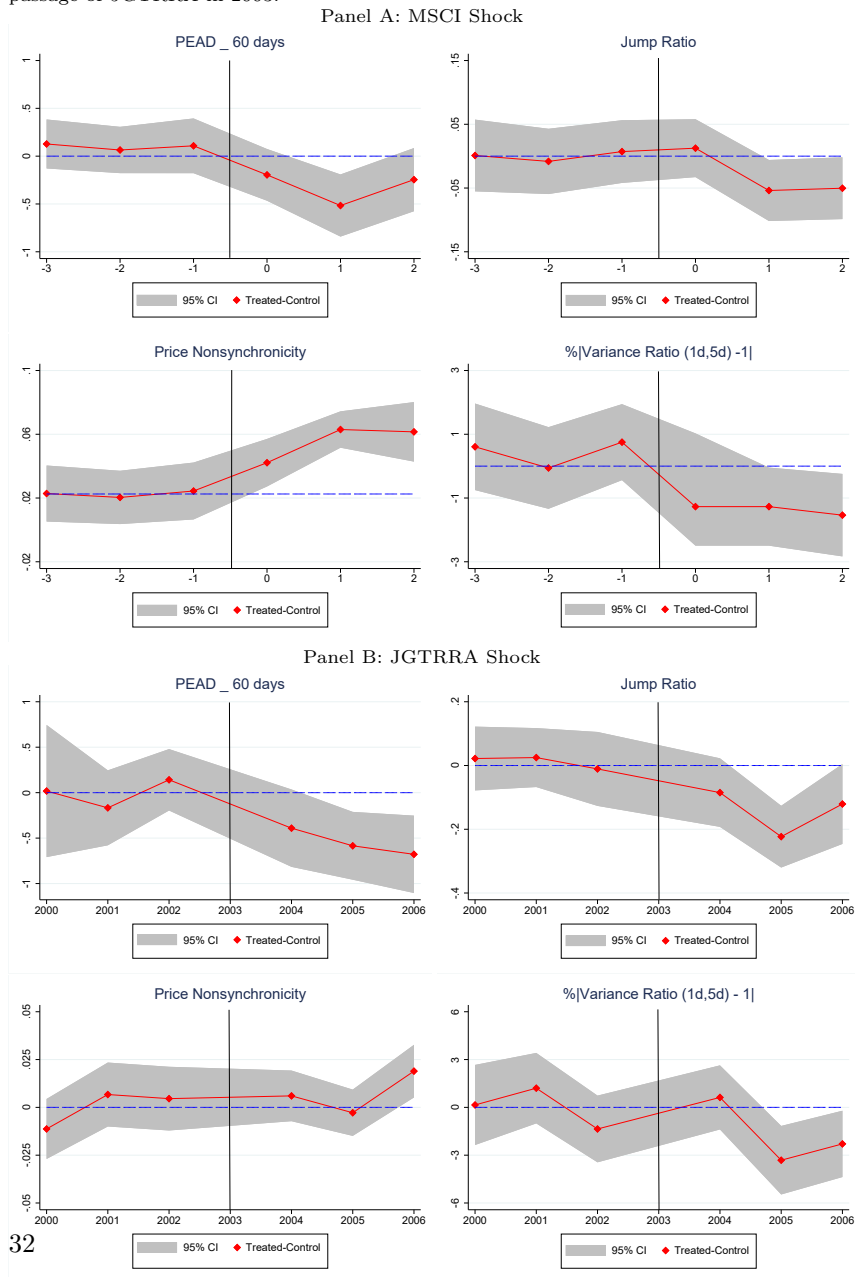 passage of JGTRRA in 2003.
Panel A: MSCI Shock
PEAD _ 60 days
1
.5
0
-.5
-1
-3 -2 -1 0 1 2
95% CI Treated-Control
Jump Ratio
.15
.05
-.05
-.15
-3 -2 -1 0 1 2
95% CI Treated-Control
Price Nonsynchronicity
.1
.06
.02
-.02
-3 -2 -1 0 1 2
95% CI Treated-Control
%|Variance Ratio (1d,5d) -1|
3
1
-1
-3
-3 -2 -1 0 1 2
95% CI Treated-Control
Panel B: JGTRRA Shock
PEAD _ 60 days
1
.5
0
-.5
-1
2000 2001 2002 2003 2004 2005 2006
95% CI Treated-Control
Jump Ratio
.2
0
-.2
-.4
2000 2001 2002 2003 2004 2005 2006
95% CI Treated-Control
Price Nonsynchronicity
.05
.025
0
-.025
-.05
2000 2001 2002 2003 2004 2005 2006
95% CI Treated-Control
%|Variance Ratio (1d,5d) - 1|
6
3
0
-3
-6
2000 2001 2002 2003 2004 2005 2006
95% CI Treated-Control
32